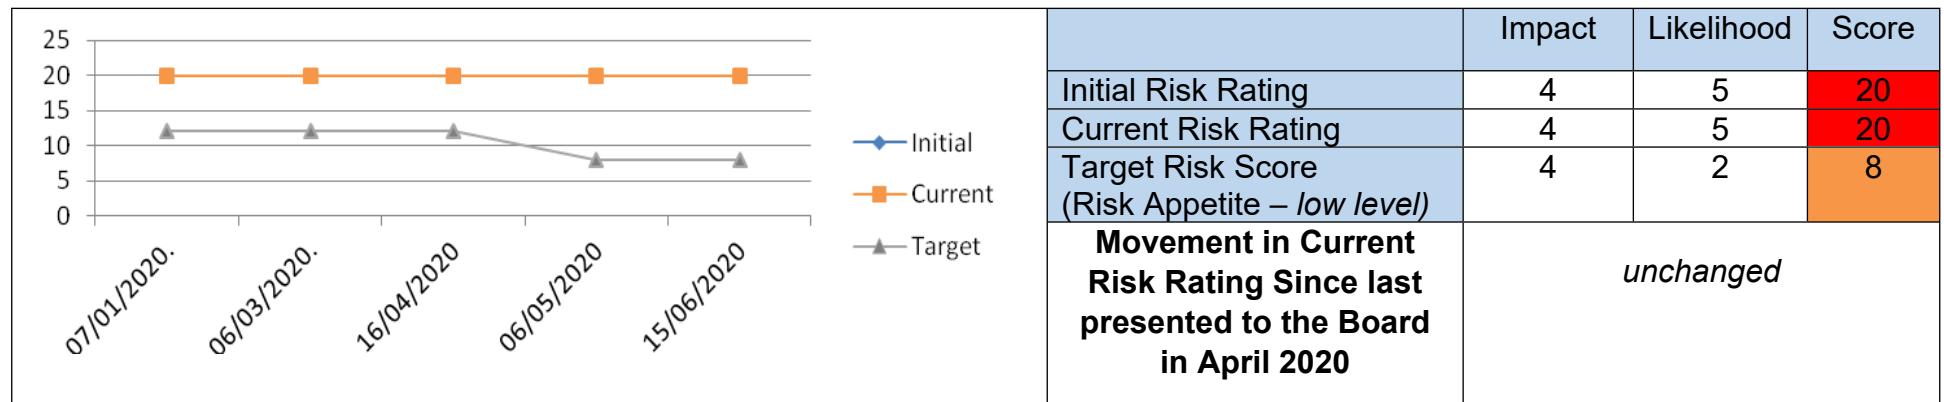 25
20
15
10
5
0
07/01/2020.
06/03/2020.
16/04/2020
06/05/2020
15/06/2020
Initial
Current
Target
Impact Likelihood Score
Initial Risk Rating 4 5 20
Current Risk Rating 4 5 20
Target Risk Score 4 2 8
(Risk Appetite – low level)
Movement in Current
Risk Rating Since last
presented to the Board
in April 2020
unchanged